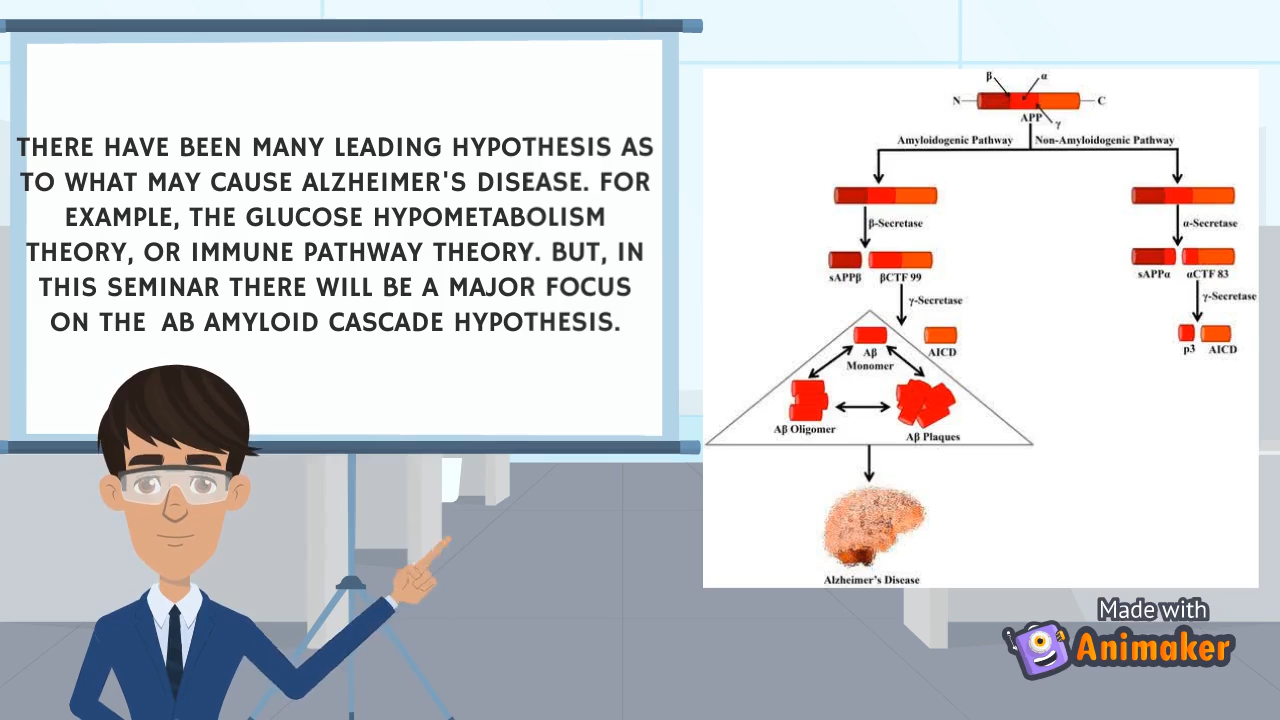 THERE HAVE BEEN MANY LEADING HYPOTHESIS AS
TO WHAT MAY CAUSE ALZHEIMER'S DISEASE. FOR
EXAMPLE, THE GLUCOSE HYPOMETABOLISM
THEORY, OR IMMUNE PATHWAY THEORY. BUT, IN
THIS SEMINAR THERE WILL BE A MAJOR FOCUS
ON THE AB AMYLOID CASCADE HYPOTHESIS.
β α
N C
APP γ
Amyloidogenic Pathway Non-Amyloidogenic Pathway
β-Secretase α-Secretase
sAPPβ βCTF 99 sAPPα αCTF 83
γ-Secretase γ-Secretase
Aβ Monomer AICD p3 AICD
Aβ Oligomer Aβ Plaques
Alzheimer's Disease
Made with
Animaker